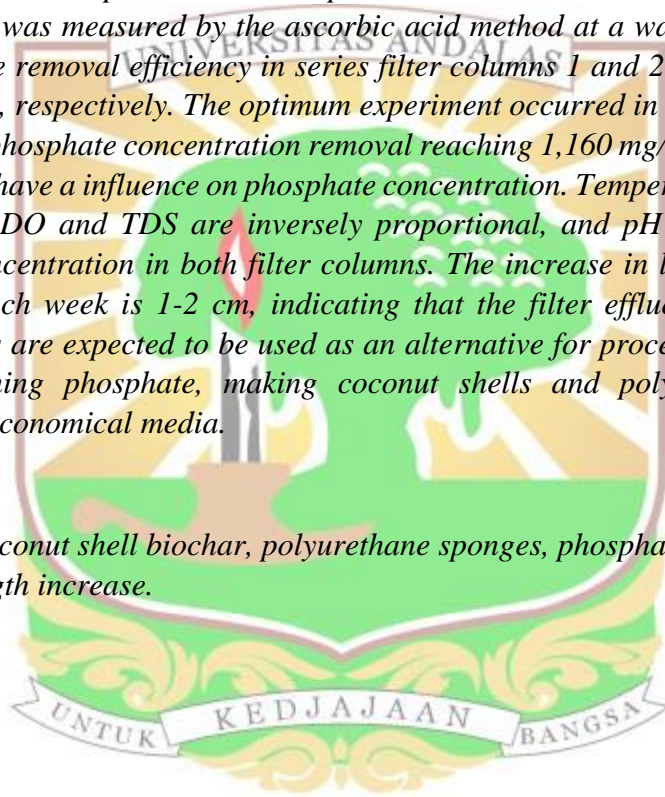 was measured by the ascorbic acid method at a wa
UNIVERSITAS ANDALAS
e removal efficiency in series filter columns 1 and 2
, respectively. The optimum experiment occurred in
phosphate concentration removal reaching 1,160 mg/
have a influence on phosphate concentration. Temper
DO and TDS are inversely proportional, and pH
ncentration in both filter columns. The increase in l
ch week is 1-2 cm, indicating that the filter efflue
are expected to be used as an alternative for proce
ning phosphate, making coconut shells and poly
conomical media.
oconut shell biochar, polyurethane sponges, phospha
gth increase.
UNTUK KEDJAJAAN BANGSA